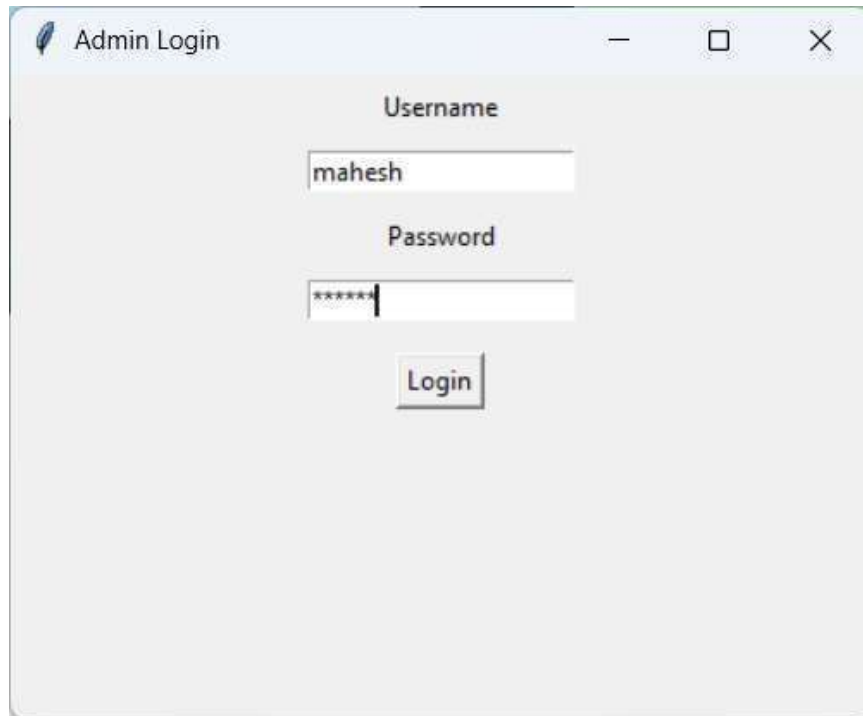 Admin Login
Username
mahesh
Password
******
Login